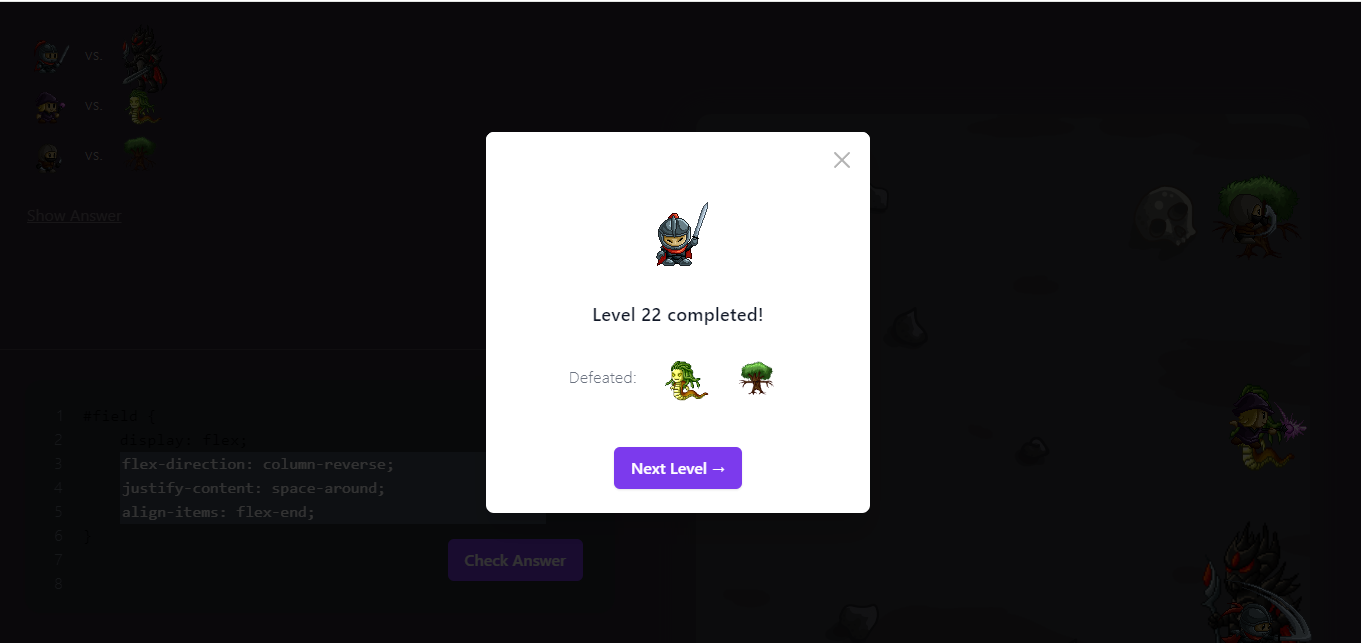 vs.
vs.
vs.
Show Answer
Level 22 completed!
Defeated:
Next Level →
1 #field {
2 display: flex;
3 flex-direction: column-reverse;
4 justify-content: space-around;
5 align-items: flex-end;
6 }
7
8
Check Answer